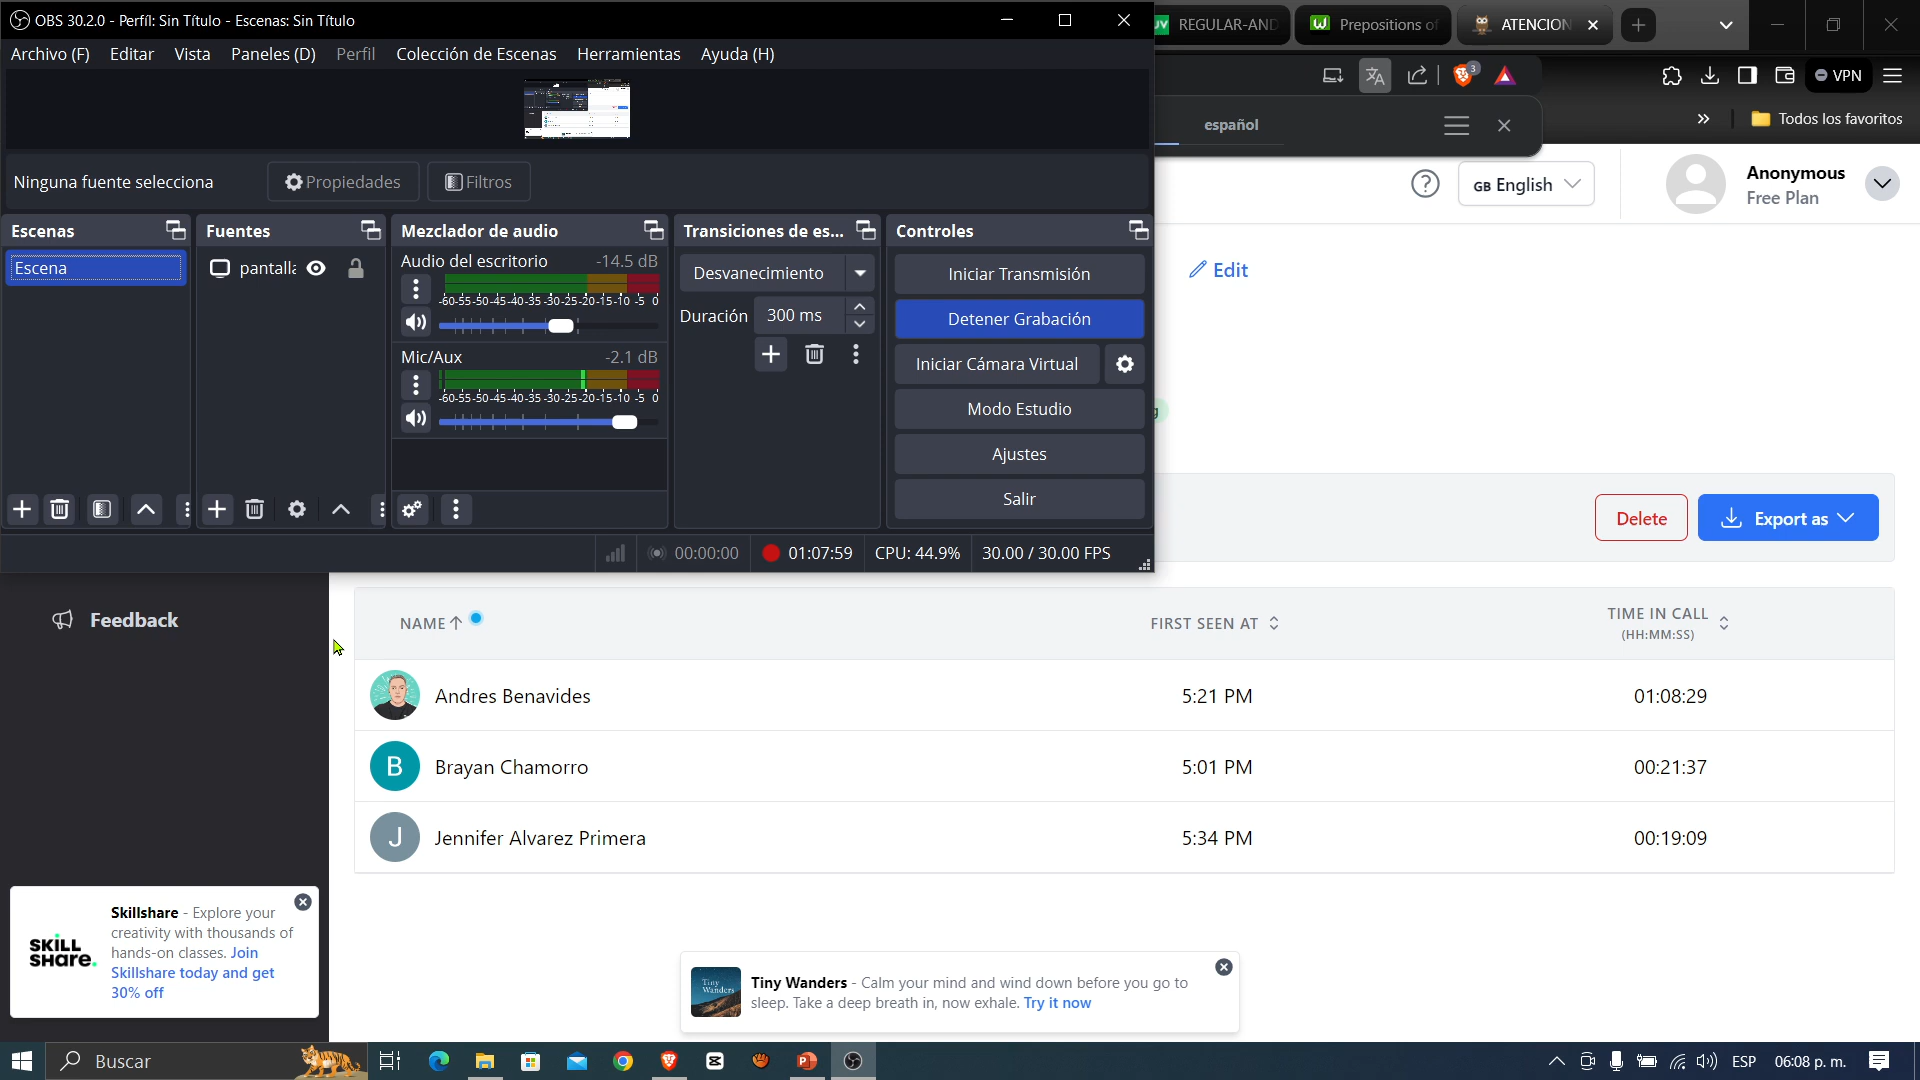 OBS 30.2.0 - Perfíl: Sin Título - Escenas: Sin Título
Archivo (F) Editar Vista Paneles (D) Perfil Colección de Escenas Herramientas Ayuda (H)
REGULAR-AND Prepositions of ATENCION
VPN
Todos los favoritos
español
Ninguna fuente selecciona Propiedades Filtros
GB English
Anonymous
Free Plan
Escenas Fuentes Mezclador de audio Transiciones de es... Controles
Escena
pantalla
Audio del escritorio -14.5 dB
-60-55-50-45-40-35-30-25-20-15-10 -5 0
Mic/Aux -2.1 dB
-60-55-50-45-40-35-30-25-20-15-10 -5 0
Desvanecimiento
Duración 300 ms
Iniciar Transmisión
Detener Grabación
Iniciar Cámara Virtual
Modo Estudio
Ajustes
Salir
Edit
00:00:00 01:07:59 CPU: 44.9% 30.00 / 30.00 FPS
Delete Export as
Feedback
NAME FIRST SEEN AT TIME IN CALL
(HH:MM:SS)
Andres Benavides 5:21 PM 01:08:29
B Brayan Chamorro 5:01 PM 00:21:37
J Jennifer Alvarez Primera 5:34 PM 00:19:09
SKILL
SHARE.
Skillshare - Explore your
creativity with thousands of
hands-on classes. Join
Skillshare today and get
30% off
Tiny
Wanders
Tiny Wanders - Calm your mind and wind down before you go to
sleep. Take a deep breath in, now exhale. Try it now
Buscar
ESP 06:08 p. m.